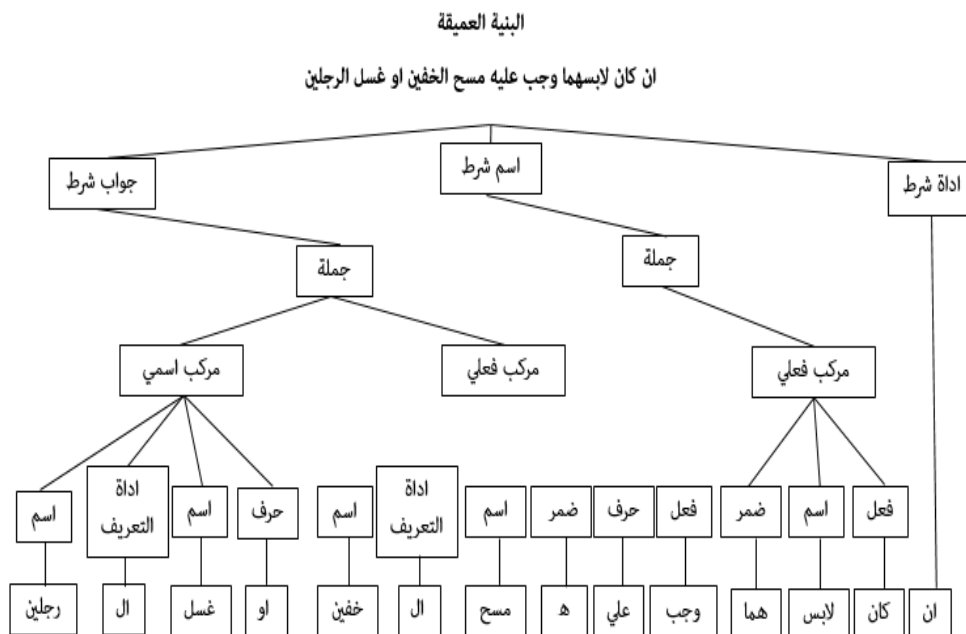 البنية العميقة
ان كان لابسهما وجب عليه مسح الخفين او غسل الرجلين
اداة شرط
اسم شرط
جواب شرط
جملة
جملة
مركب فعلي
مركب فعلي
مركب اسمي
فعل
اسم
ضمر
فعل
حرف
ضمر
اسم
اداة
التعريف
اسم
حرف
اسم
اداة
التعريف
اسم
ان
كان
لابس
هما
وجب
علي
ه
مسح
ال
خفين
او
غسل
ال
رجلين